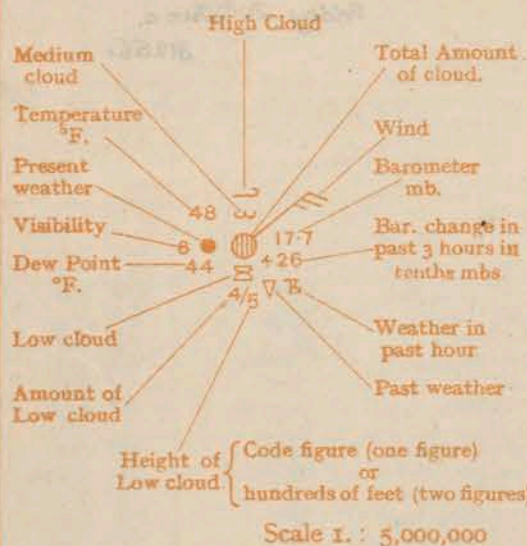 High Cloud
Medium
cloud
Total Amount
of cloud.
Temperature
°F.
Wind
Present
weather
Barometer
mb.
48
Visibility
6
17·7
Bar. change in
past 3 hours in
tenths mbs
Dew Point
°F.
44
+26
4/5
Low cloud
Weather in
past hour
Amount of
Low cloud
Past weather
Height of
Low cloud
Code figure (one figure)
or
hundreds of feet (two figures)
Scale 1. : 5,000,000